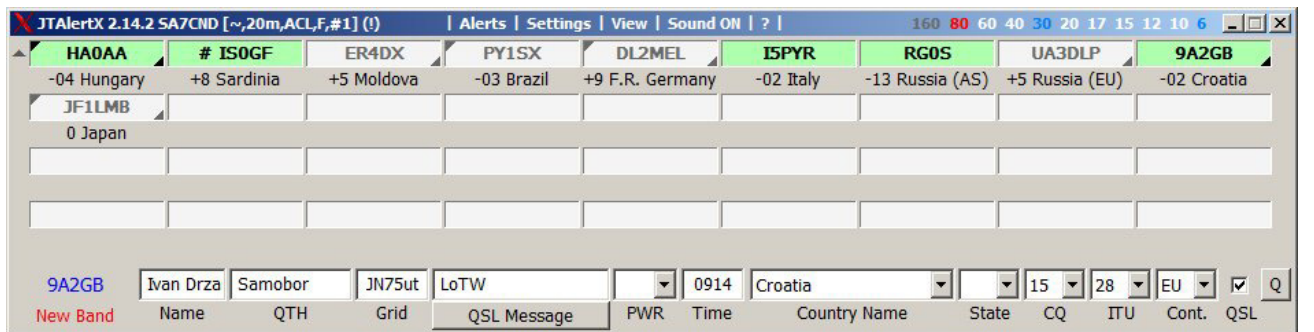 JTAlertX 2.14.2 SA7CND [~,20m,ACL,F,#1] (!) | Alerts | Settings | View | Sound ON | ? | 160 80 60 40 30 20 17 15 12 10 6
HA0AA # IS0GF ER4DX PY1SX DL2MEL I5PYR RG0S UA3DLP 9A2GB
-04 Hungary +8 Sardinia +5 Moldova -03 Brazil +9 F.R. Germany -02 Italy -13 Russia (AS) +5 Russia (EU) -02 Croatia
JF1LMB
0 Japan
9A2GB Ivan Drza Samobor JN75ut LoTW 0914 Croatia 15 28 EU Q
New Band Name QTH Grid QSL Message PWR Time Country Name State CQ ITU Cont. QSL